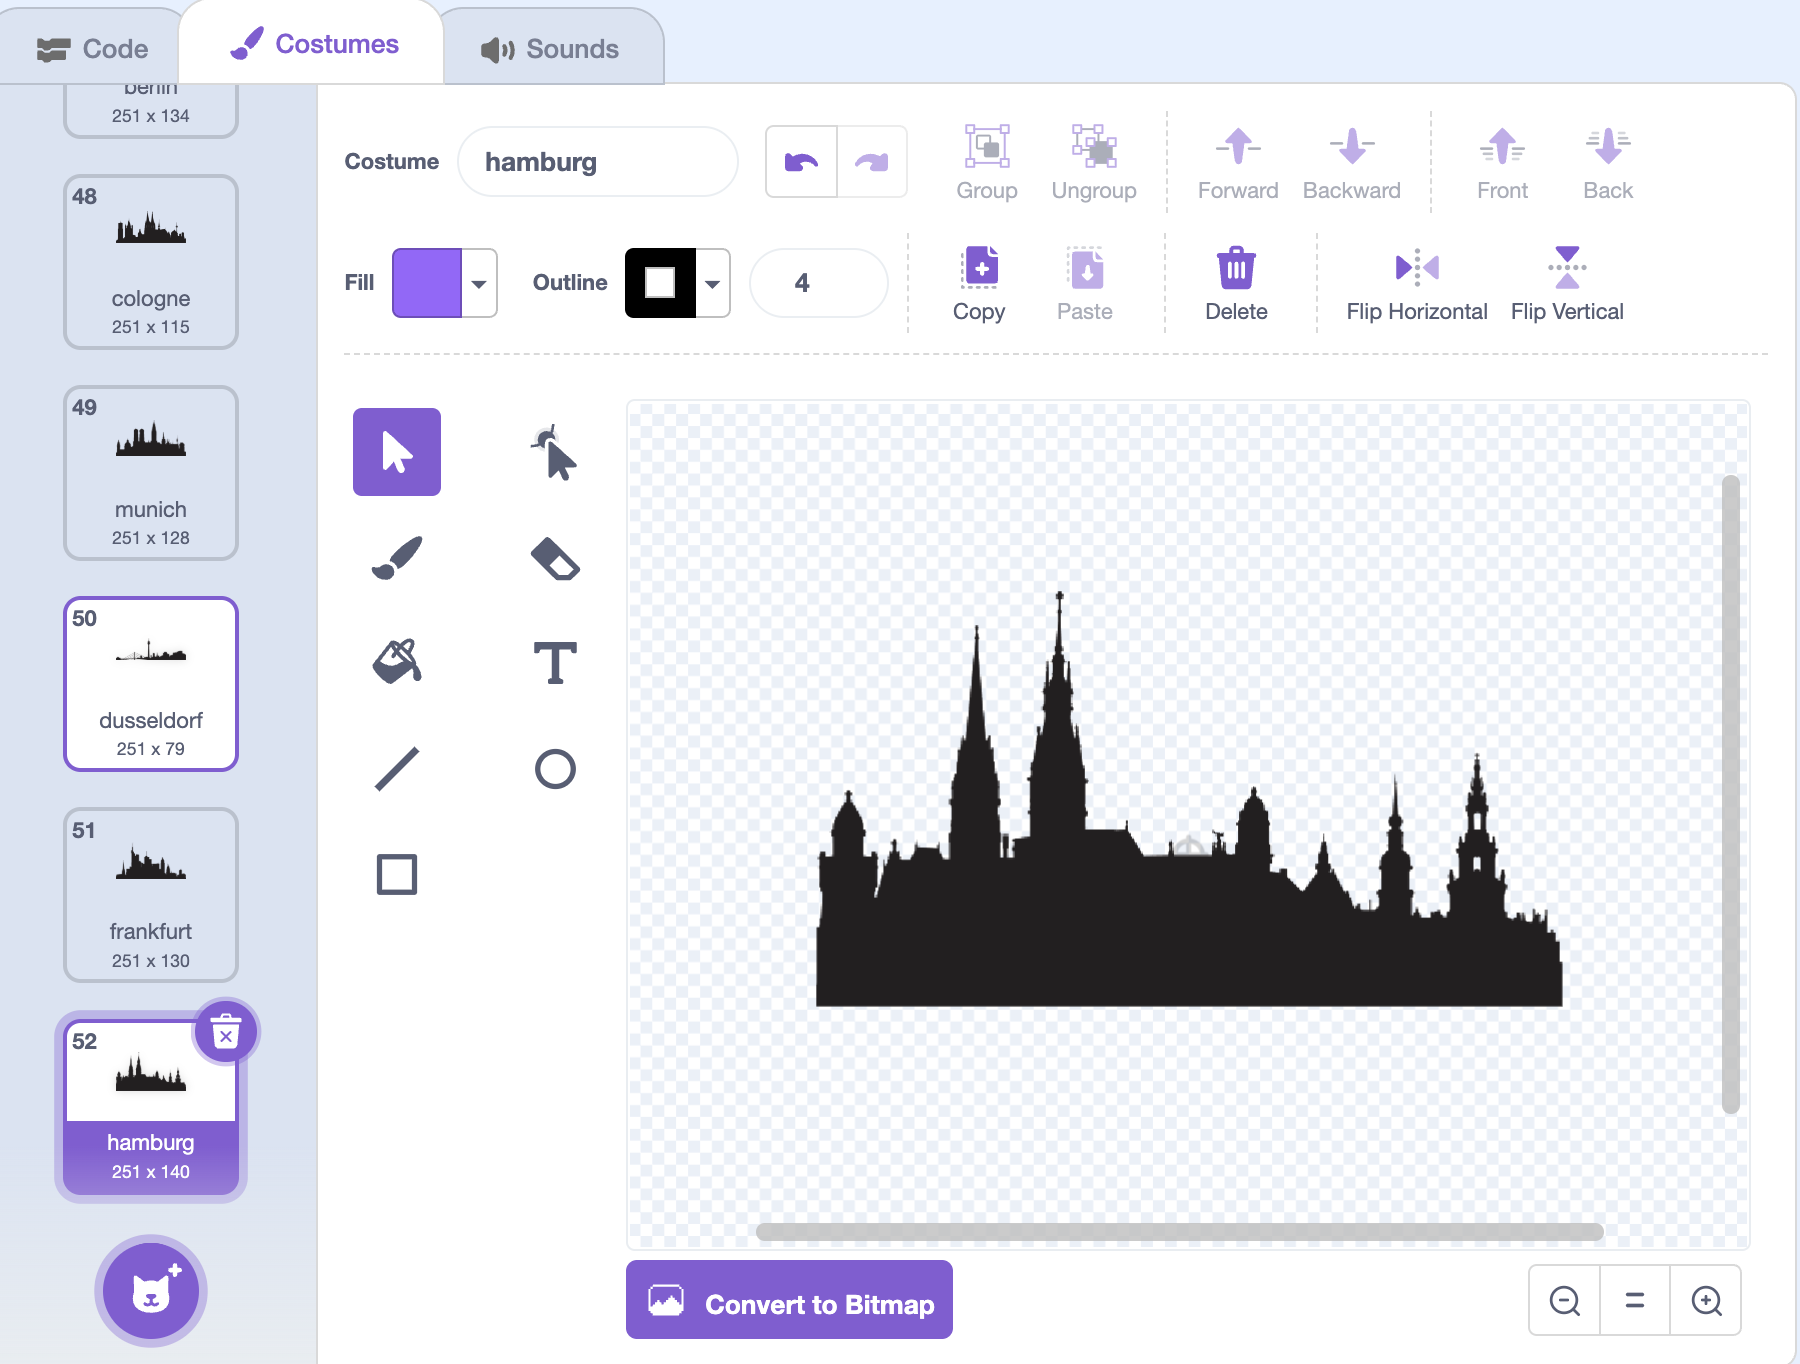 Code
Costumes
Sounds
berlin
251 x 134
48
cologne
251 x 115
49
munich
251 x 128
50
dusseldorf
251 x 79
51
frankfurt
251 x 130
52
hamburg
251 x 140
Costume
hamburg
Group
Ungroup
Forward
Backward
Front
Back
Fill
Outline
4
Copy
Paste
Delete
Flip Horizontal
Flip Vertical
Convert to Bitmap